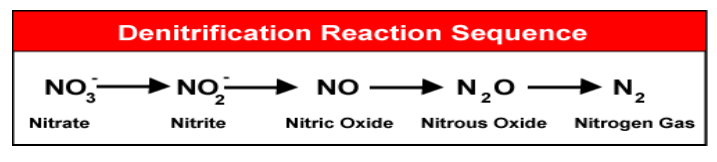 Denitrification Reaction Sequence
NO₃⁻ → NO₂⁻ → NO → N₂O → N₂
Nitrate Nitrite Nitric Oxide Nitrous Oxide Nitrogen Gas